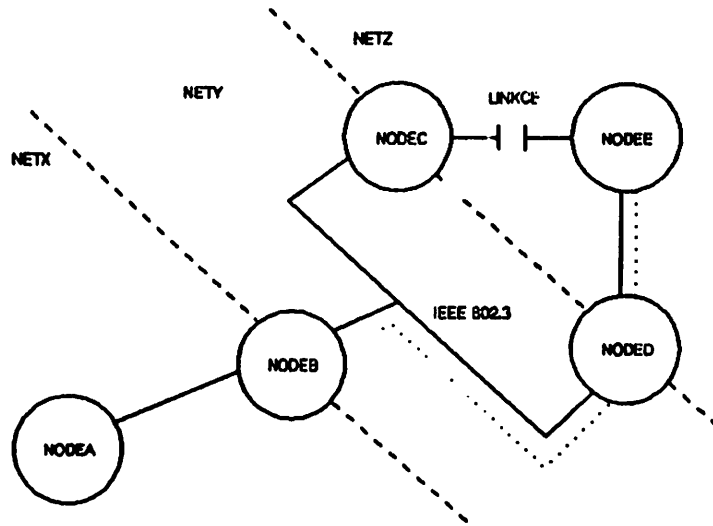 NETZ
NETY
LINKCE
NODEC
NODEE
NETX
IEEE 802.3
NODED
NODEB
NODEA